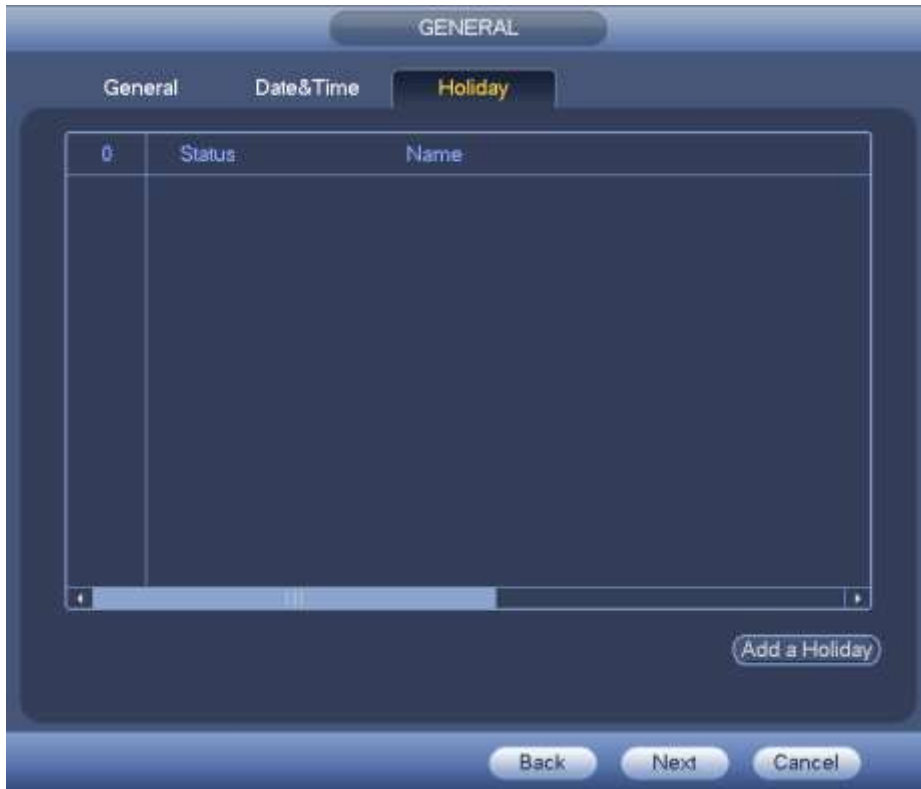 GENERAL
General Date&Time Holiday
0 Status Name
Add a Holiday
Back Next Cancel